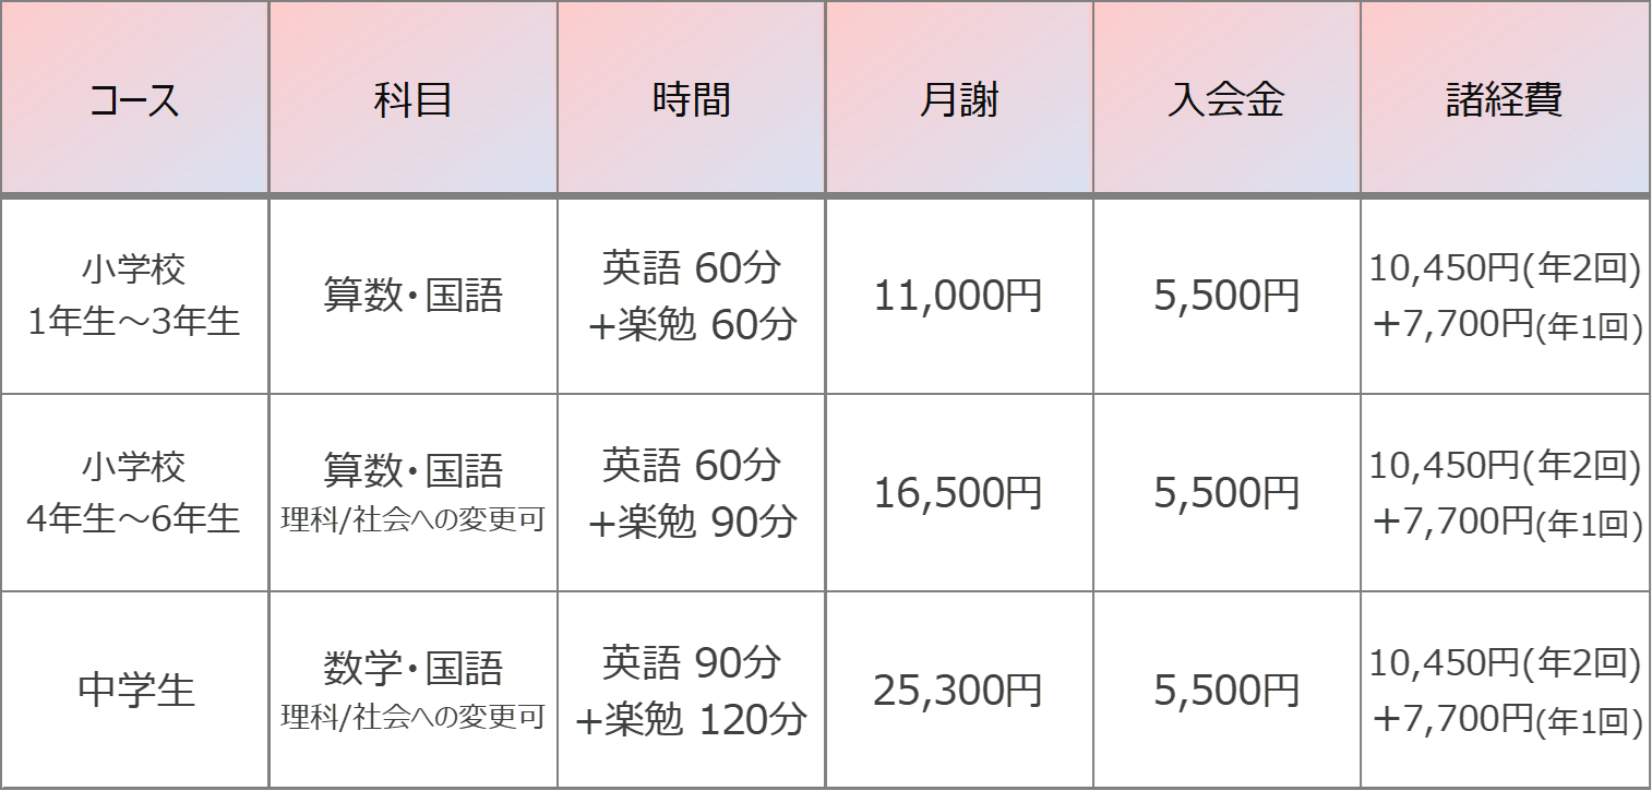 コース 科目 時間 月謝 入会金 諸経費
小学校
1年生～3年生
算数・国語
英語 60分
+楽勉 60分
11,000円
5,500円
10,450円(年2回)
+7,700円(年1回)
小学校
4年生～6年生
算数・国語
理科/社会への変更可
英語 60分
+楽勉 90分
16,500円
5,500円
10,450円(年2回)
+7,700円(年1回)
中学生
数学・国語
理科/社会への変更可
英語 90分
+楽勉 120分
25,300円
5,500円
10,450円(年2回)
+7,700円(年1回)